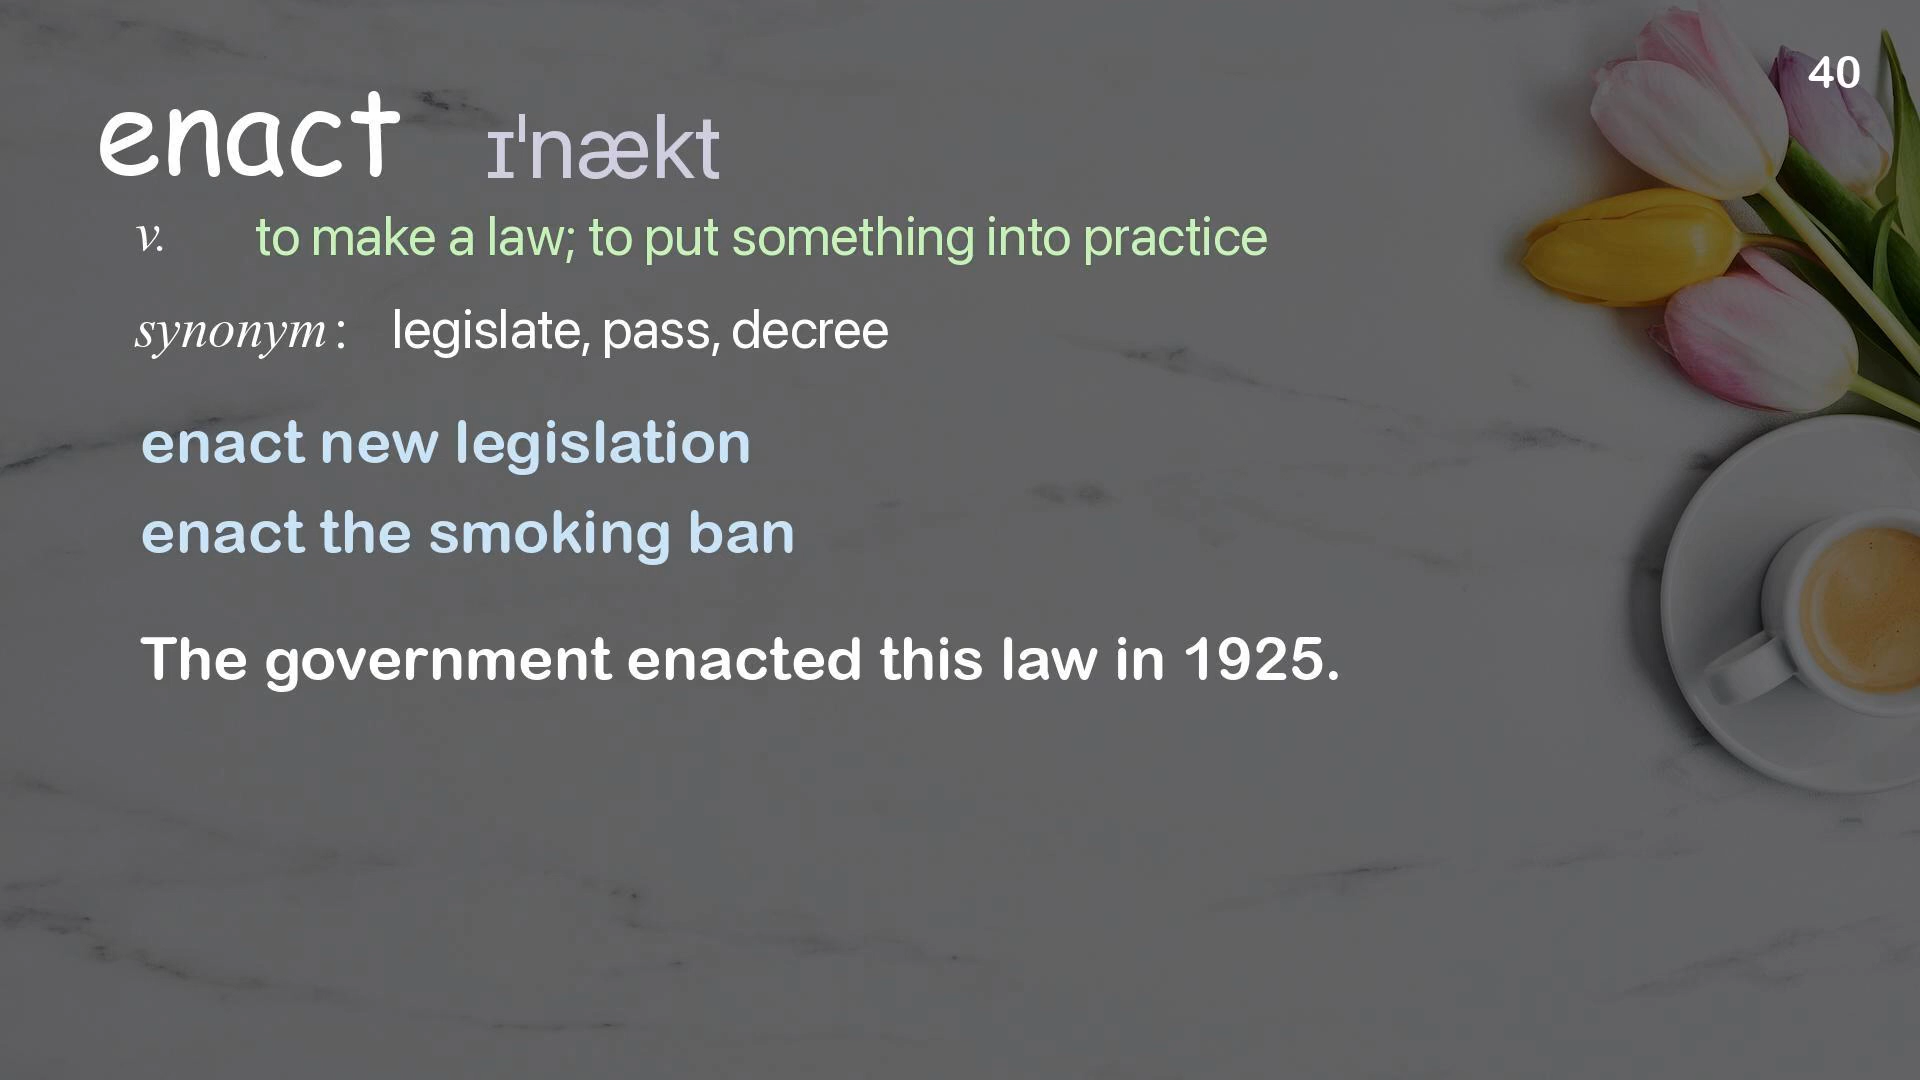 40
enact ɪˈnækt
v. to make a law; to put something into practice
synonym: legislate, pass, decree
enact new legislation
enact the smoking ban
The government enacted this law in 1925.